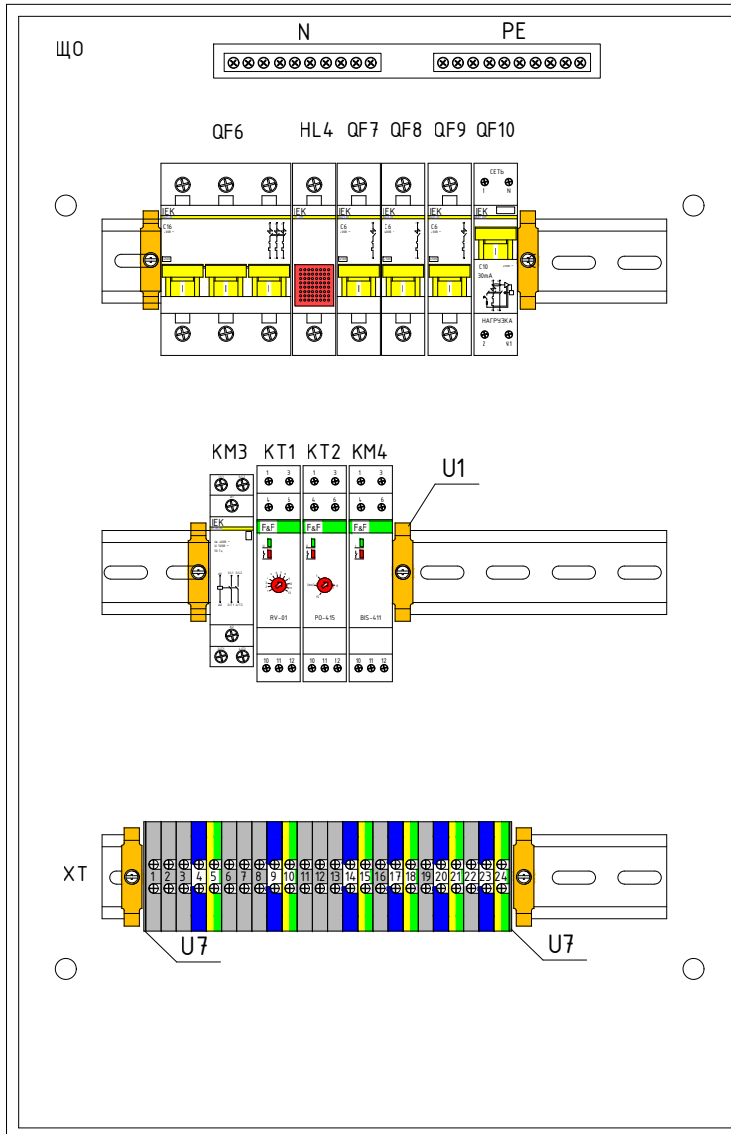 N PE
ЩО
QF6 HL4 QF7 QF8 QF9 QF10
СЕТЬ
1 N
IEK IEK IEK IEK IEK IEK
C16 C6 C6 C6
C10
30mA
НАГРУЗКА
2 N1
KM3 KT1 KT2 KM4
U1
1 3 1 3 1 3
4 6 4 6
IEK F&F F&F F&F
RV-01 PO-415 BIS-411
10 11 12 10 11 12 10 11 12
XT
1 2 3 4 5 6 7 8 9 10 11 12 13 14 15 16 17 18 19 20 21 22 23 24
U7 U7